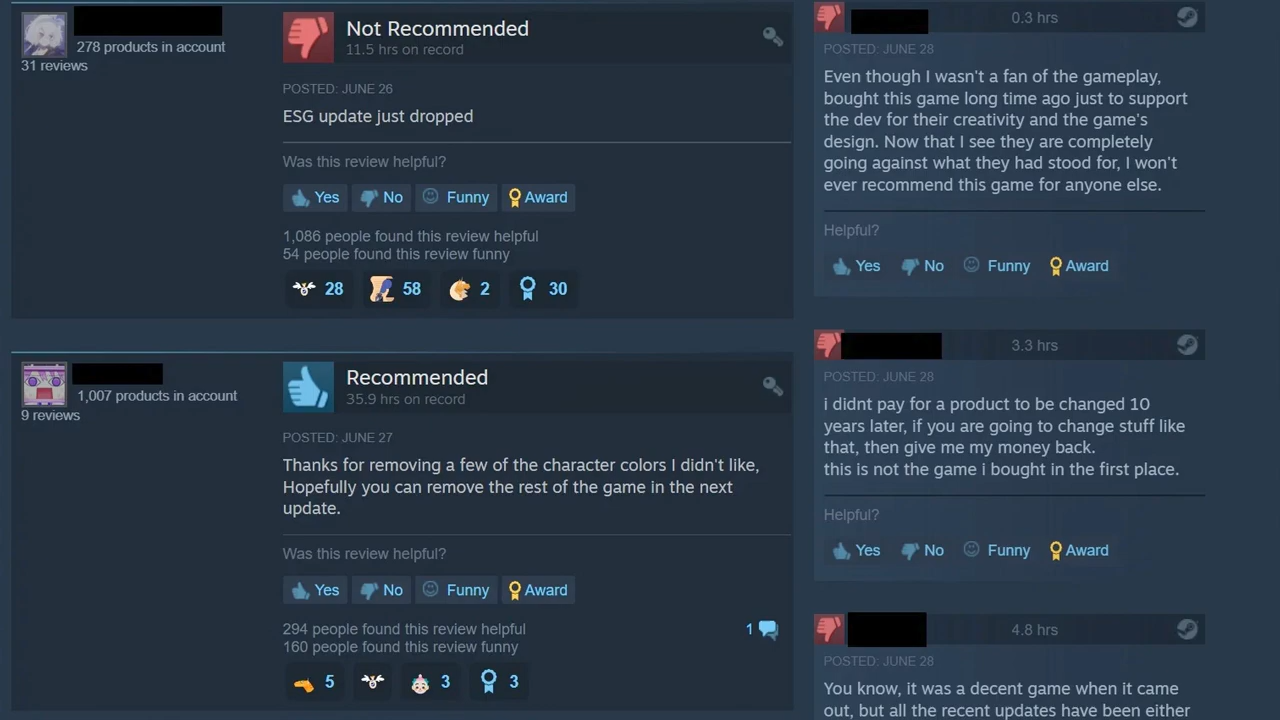 278 products in account
31 reviews
Not Recommended
11.5 hrs on record
POSTED: JUNE 26
ESG update just dropped
Was this review helpful?
Yes
No
Funny
Award
1,086 people found this review helpful
54 people found this review funny
28
58
2
30
1,007 products in account
9 reviews
Recommended
35.9 hrs on record
POSTED: JUNE 27
Thanks for removing a few of the character colors I didn't like,
Hopefully you can remove the rest of the game in the next
update.
Was this review helpful?
Yes
No
Funny
Award
294 people found this review helpful
160 people found this review funny
1
5
3
3
0.3 hrs
POSTED: JUNE 28
Even though I wasn't a fan of the gameplay,
bought this game long time ago just to support
the dev for their creativity and the game's
design. Now that I see they are completely
going against what they had stood for, I won't
ever recommend this game for anyone else.
Helpful?
Yes
No
Funny
Award
3.3 hrs
POSTED: JUNE 28
i didnt pay for a product to be changed 10
years later, if you are going to change stuff like
that, then give me my money back.
this is not the game i bought in the first place.
Helpful?
Yes
No
Funny
Award
4.8 hrs
POSTED: JUNE 28
You know, it was a decent game when it came
out, but all the recent updates have been either